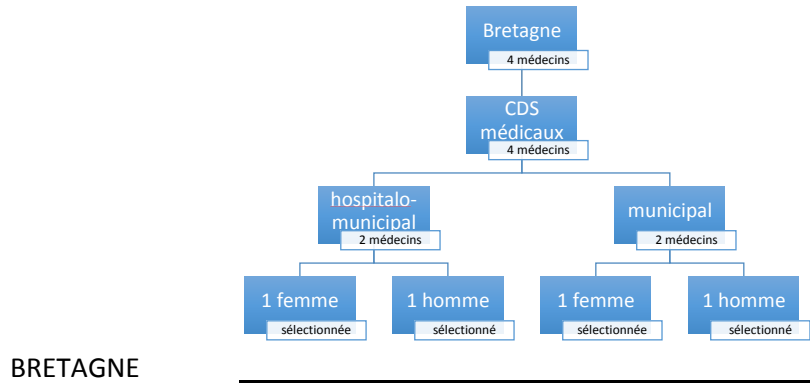 Bretagne
4 médecins
CDS
médicaux
4 médecins
hospitalo-
municipal
2 médecins
municipal
2 médecins
1 femme
sélectionnée
1 homme
sélectionné
1 femme
sélectionnée
1 homme
sélectionné
BRETAGNE